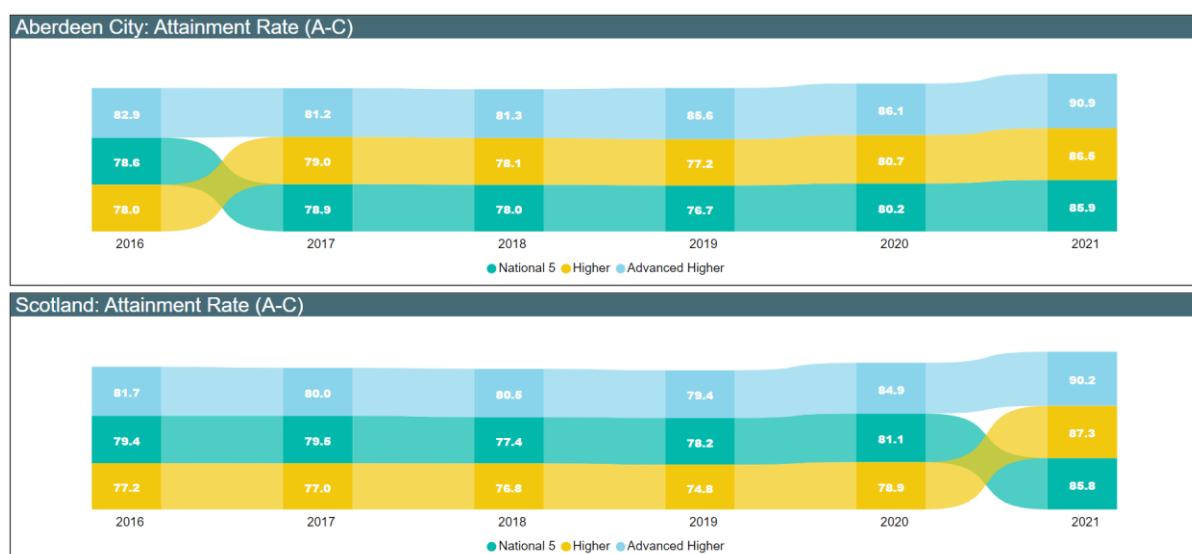 Aberdeen City: Attainment Rate (A-C)
82.9 81.2 81.3 85.6 86.1 90.9
78.6 79.0 78.1 77.2 80.7 86.5
78.0 78.9 78.0 76.7 80.2 85.9
2016 2017 2018 2019 2020 2021
National 5 Higher Advanced Higher
Scotland: Attainment Rate (A-C)
81.7 80.0 80.5 79.4 84.9 90.2
79.4 79.5 77.4 78.2 81.1 87.3
77.2 77.0 76.8 74.8 78.9 85.8
2016 2017 2018 2019 2020 2021
National 5 Higher Advanced Higher